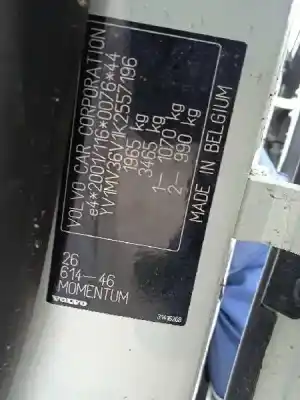 VOLVO CAR CORPORATION
e4*2001/116*0076*44
YV1MV36V1K2557196
1965 kg
3465 kg
1– 1070 kg
2– 990 kg
MADE IN BELGIUM
26
614–46
MOMENTUM
VOLVO